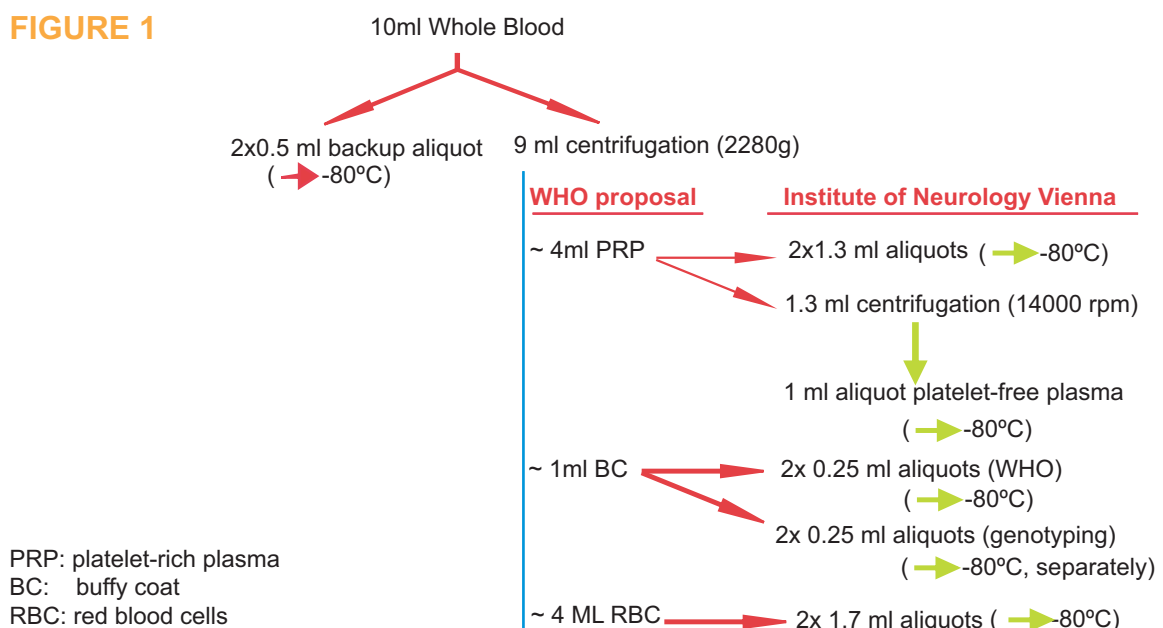 FIGURE 1
10ml Whole Blood
2x0.5 ml backup aliquot
( -80ºC)
9 ml centrifugation (2280g)
WHO proposal
Institute of Neurology Vienna
~ 4ml PRP
2x1.3 ml aliquots ( -80ºC)
1.3 ml centrifugation (14000 rpm)
1 ml aliquot platelet-free plasma
( -80ºC)
~ 1ml BC
2x 0.25 ml aliquots (WHO)
( -80ºC)
2x 0.25 ml aliquots (genotyping)
( -80ºC, separately)
~ 4 ML RBC
2x 1.7 ml aliquots ( -80ºC)
PRP: platelet-rich plasma
BC: buffy coat
RBC: red blood cells